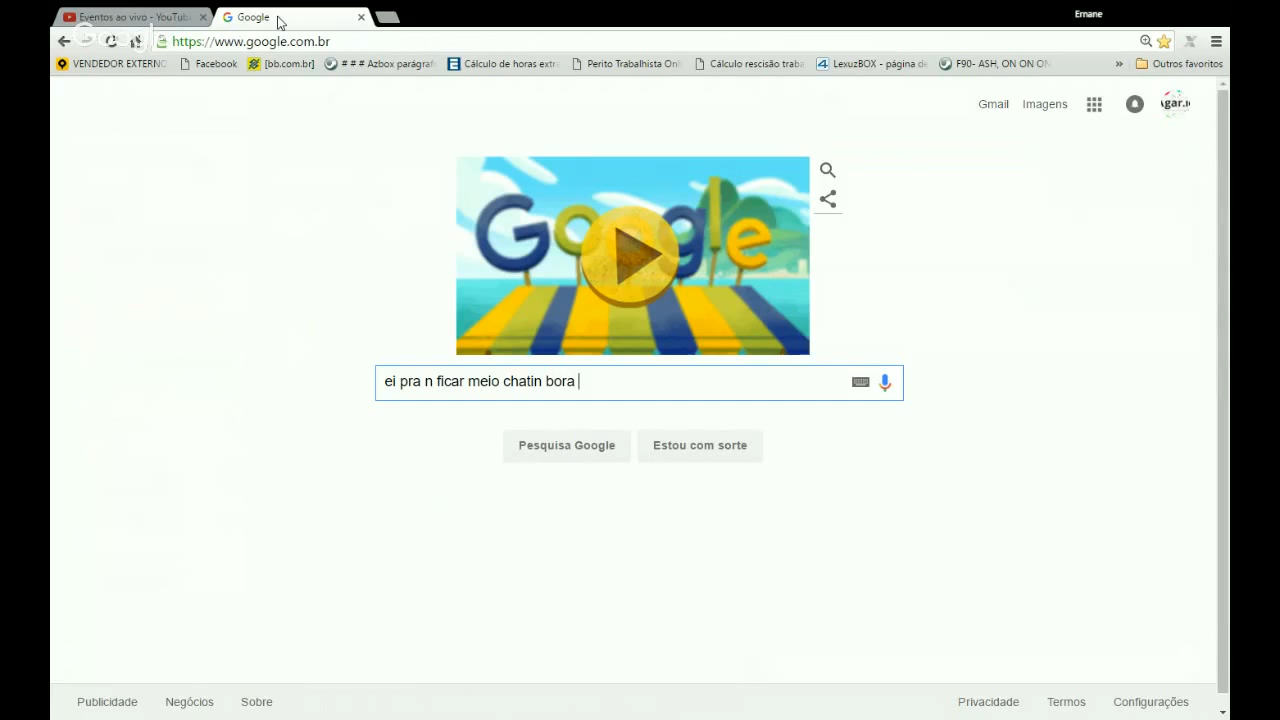 Eventos ao vivo - YouTub
Google
Ernane
https://www.google.com.br
VENDEDOR EXTERNO
Facebook
[bb.com.br]
# # # Azbox parágraf
Cálculo de horas extr
Perito Trabalhista Onl
Cálculo rescisão traba
LexuzBOX - página de
F90- ASH, ON ON ON
»
Outros favoritos
Gmail
Imagens
Agar.i
Google
ei pra n ficar meio chatin bora
Pesquisa Google
Estou com sorte
Publicidade
Negócios
Sobre
Privacidade
Termos
Configurações